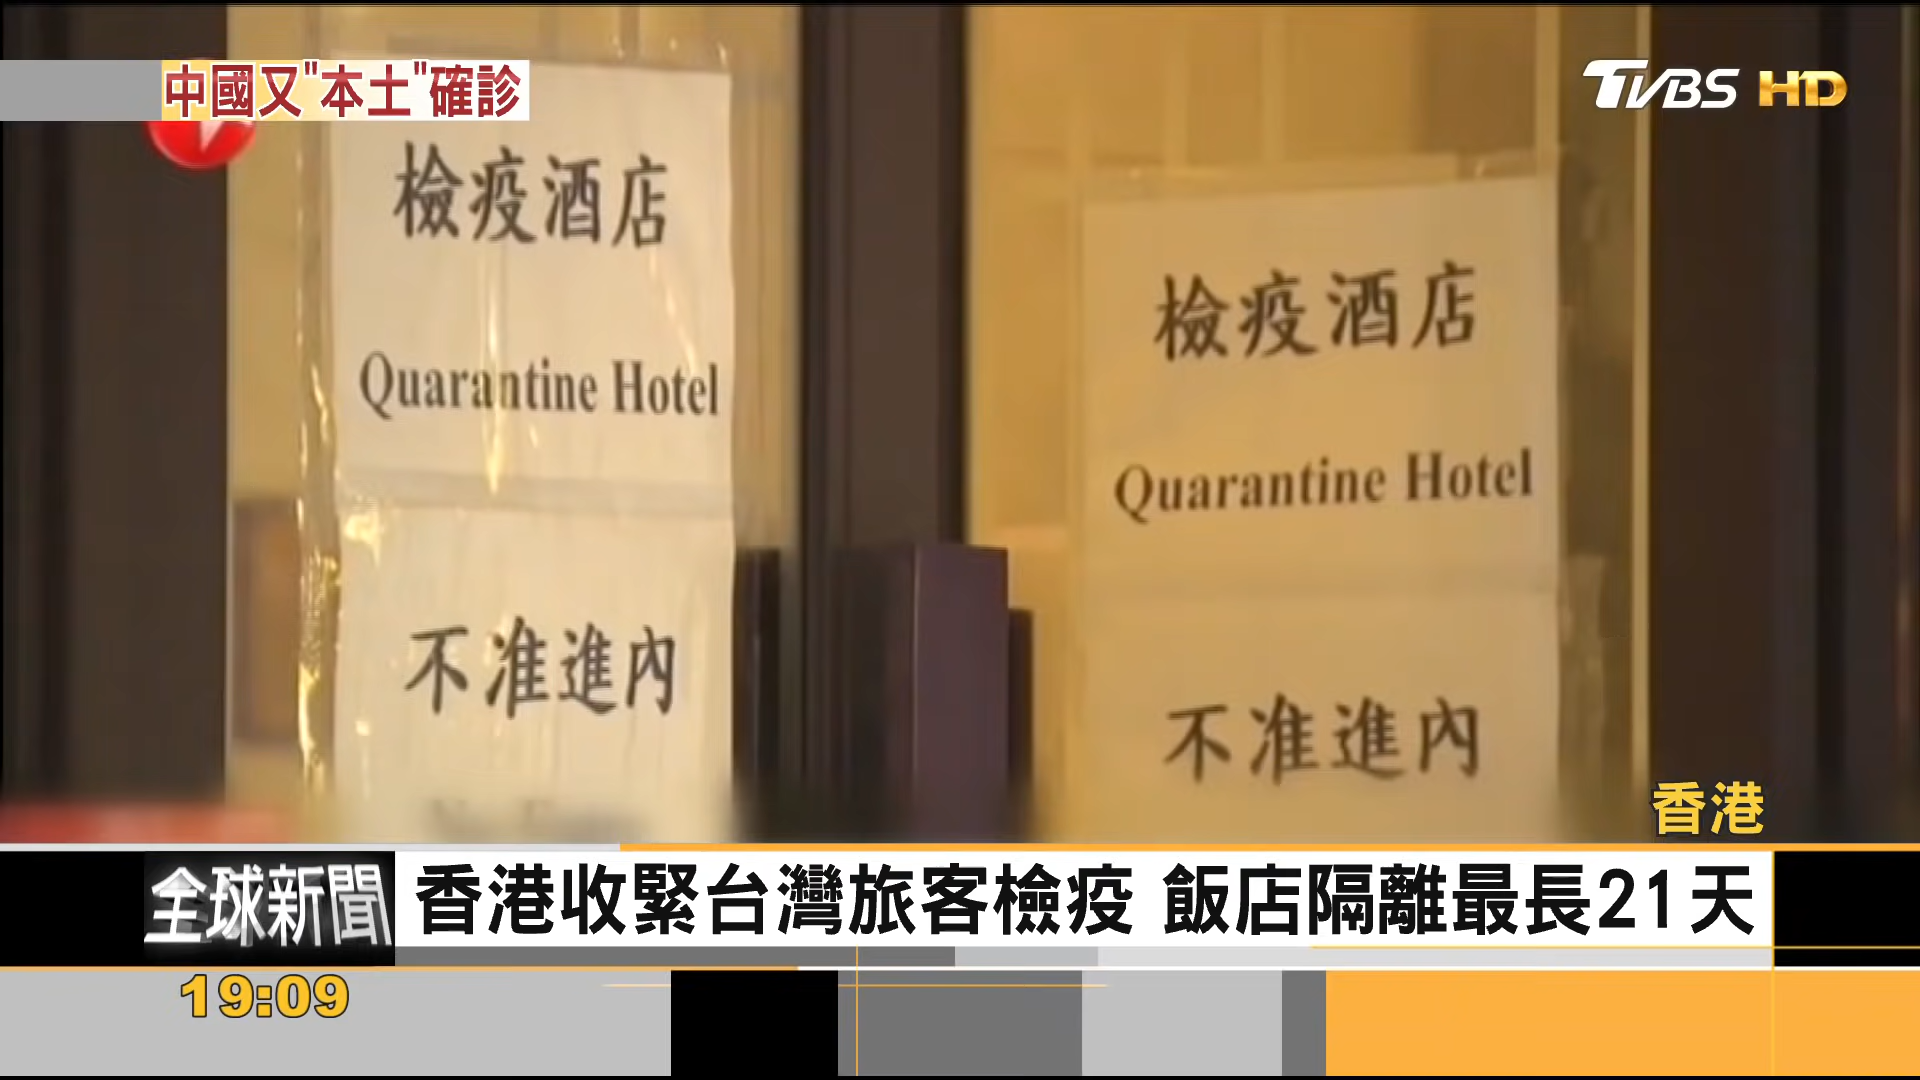 中國又"本土"確診
TVBS HD
檢疫酒店
Quarantine Hotel
不准進內
檢疫酒店
Quarantine Hotel
不准進內
香港
全球新聞
香港收緊台灣旅客檢疫 飯店隔離最長21天
19:09